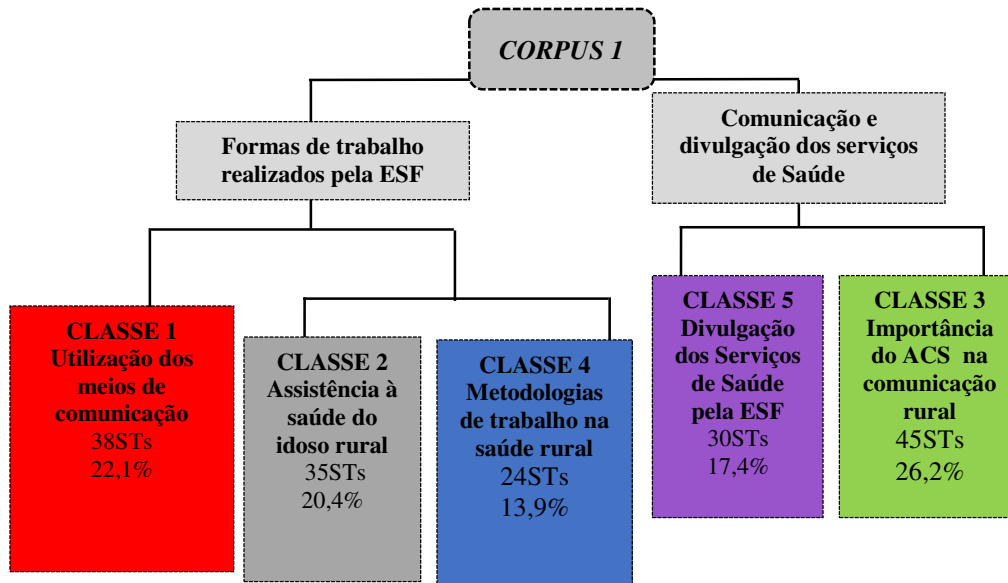 CORPUS 1
Formas de trabalho
realizados pela ESF
Comunicação e
divulgação dos serviços
de Saúde
CLASSE 1
Utilização dos
meios de
comunicação
38STs
22,1%
CLASSE 2
Assistência à
saúde do
idoso rural
35STs
20,4%
CLASSE 4
Metodologias
de trabalho na
saúde rural
24STs
13,9%
CLASSE 5
Divulgação
dos Serviços
de Saúde
pela ESF
30STs
17,4%
CLASSE 3
Importância
do ACS na
comunicação
rural
45STs
26,2%